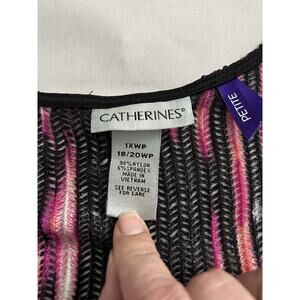 CATHERINES®
PETITE
1XWP
18/20WP
94%NYLON
6%SPANDEX
MADE IN
VIETNAM
SEE REVERSE
FOR CARE